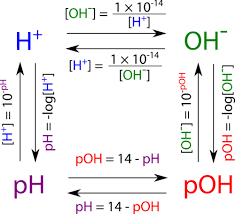 [OH⁻] = 1 × 10⁻¹⁴ / [H⁺]
H⁺
OH⁻
[H⁺] = 1 × 10⁻¹⁴ / [OH⁻]
[H⁺] = 10⁻ᵖᴴ
pH = -log[H⁺]
[OH⁻] = 10⁻ᵖᴼᴴ
pOH = -log[OH⁻]
pOH = 14 - pH
pH
pOH
pH = 14 - pOH